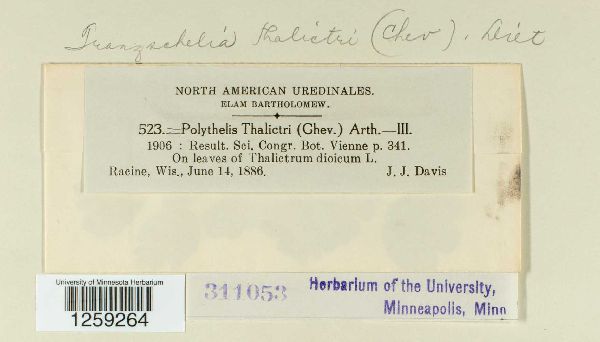 Tranzschelia thalictri (Chev). Diet
NORTH AMERICAN UREDINALES.
ELAM BARTHOLOMEW.
523.—Polythelis Thalictri (Chev.) Arth.—III.
1906 : Result. Sci. Congr. Bot. Vienne p. 341.
On leaves of Thalictrum dioicum L.
Racine, Wis., June 14, 1886. J. J. Davis
University of Minnesota Herbarium
1259264
311053
Herbarium of the University,
Minneapolis, Minn